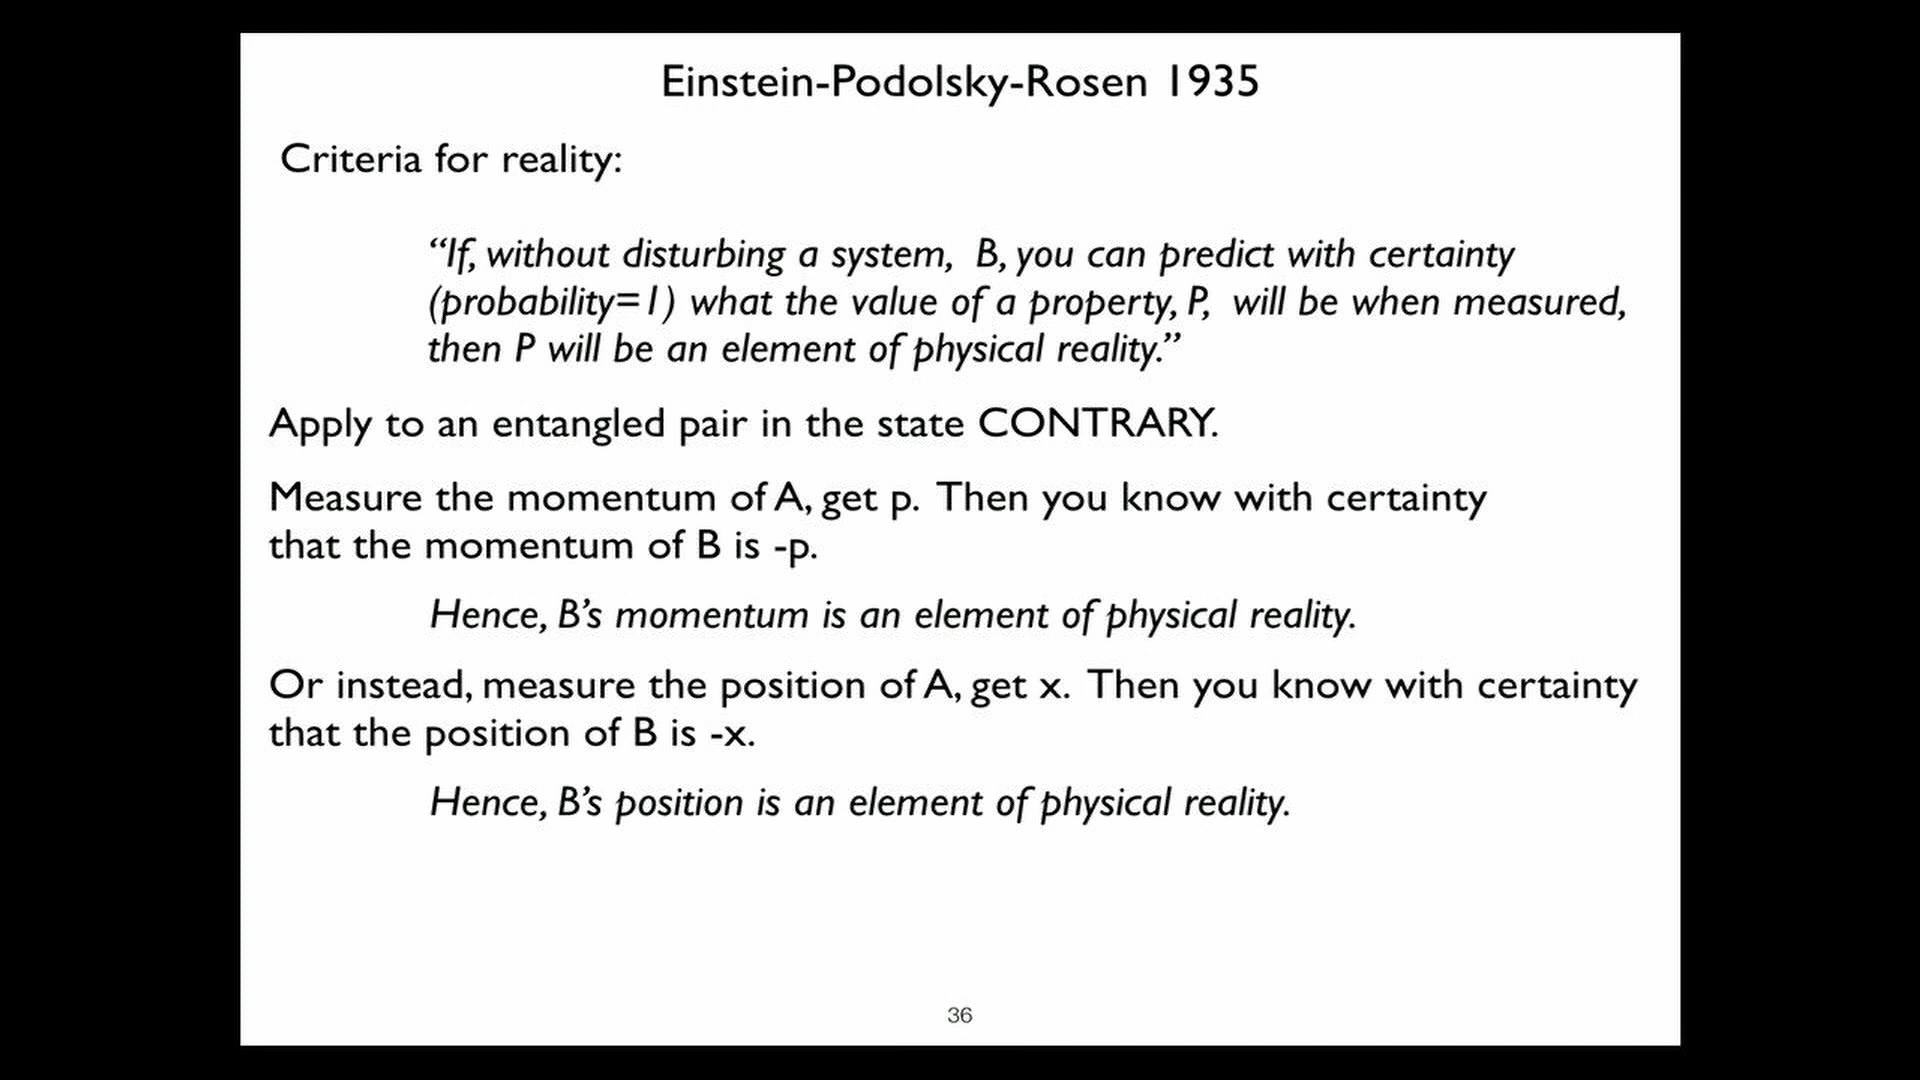 Einstein-Podolsky-Rosen 1935
Criteria for reality:
“If, without disturbing a system, B, you can predict with certainty
(probability=1) what the value of a property, P, will be when measured,
then P will be an element of physical reality.”
Apply to an entangled pair in the state CONTRARY.
Measure the momentum of A, get p. Then you know with certainty
that the momentum of B is -p.
Hence, B’s momentum is an element of physical reality.
Or instead, measure the position of A, get x. Then you know with certainty
that the position of B is -x.
Hence, B’s position is an element of physical reality.
36